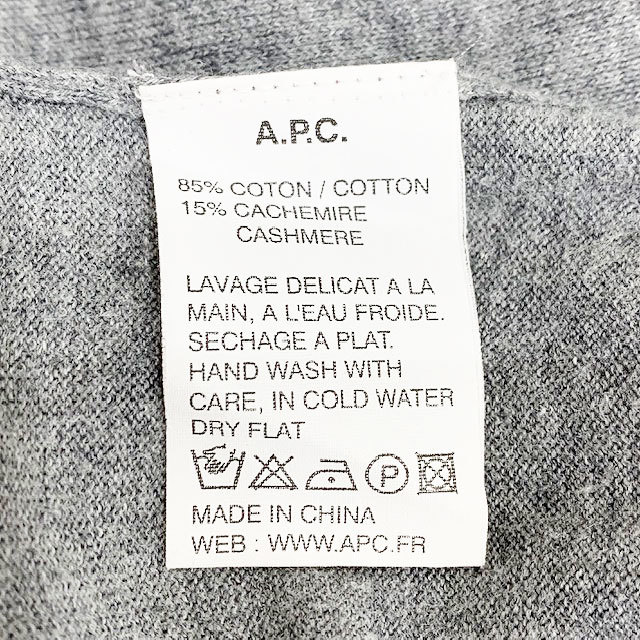 A.P.C.
85% COTON / COTTON
15% CACHEMIRE
CASHMERE
LAVAGE DELICAT A LA
MAIN, A L'EAU FROIDE.
SECHAGE A PLAT.
HAND WASH WITH
CARE, IN COLD WATER
DRY FLAT
P
MADE IN CHINA
WEB : WWW.APC.FR